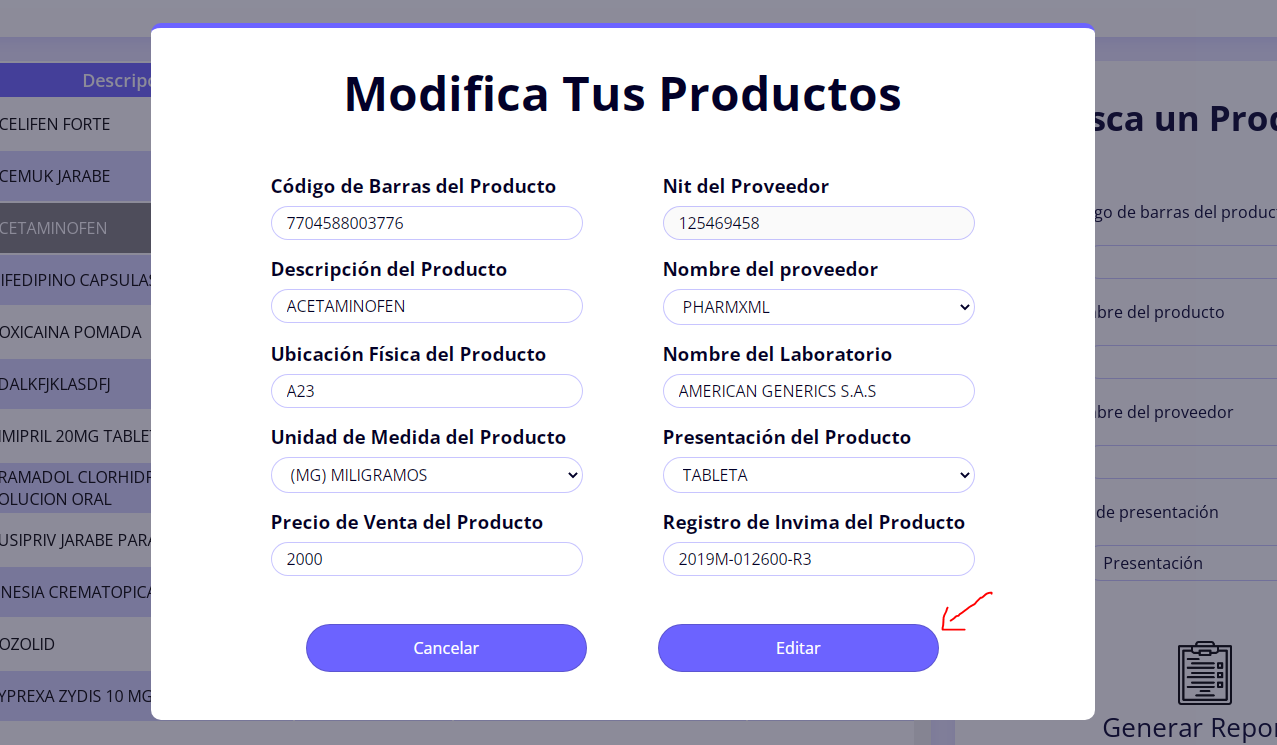 Modifica Tus Productos
Código de Barras del Producto
7704588003776
Nit del Proveedor
125469458
Descripción del Producto
ACETAMINOFEN
Nombre del proveedor
PHARMXML
Ubicación Física del Producto
A23
Nombre del Laboratorio
AMERICAN GENERICS S.A.S
Unidad de Medida del Producto
(MG) MILIGRAMOS
Presentación del Producto
TABLETA
Precio de Venta del Producto
2000
Registro de Invima del Producto
2019M-012600-R3
Cancelar
Editar
Descripc
CELIFEN FORTE
CEMUK JARABE
CETAMINOFEN
IFEDIPINO CAPSULAS
OXICAINA POMADA
DALKFJKLASDFJ
IMIPRIL 20MG TABLET
RAMADOL CLORHIDR
OLUCION ORAL
USIPRIV JARABE PARA
NESIA CREMATOPICA
OZOLID
YPREXA ZYDIS 10 MG
sca un Prod
go de barras del product
bre del producto
bre del proveedor
de presentación
Presentación
Generar Repor